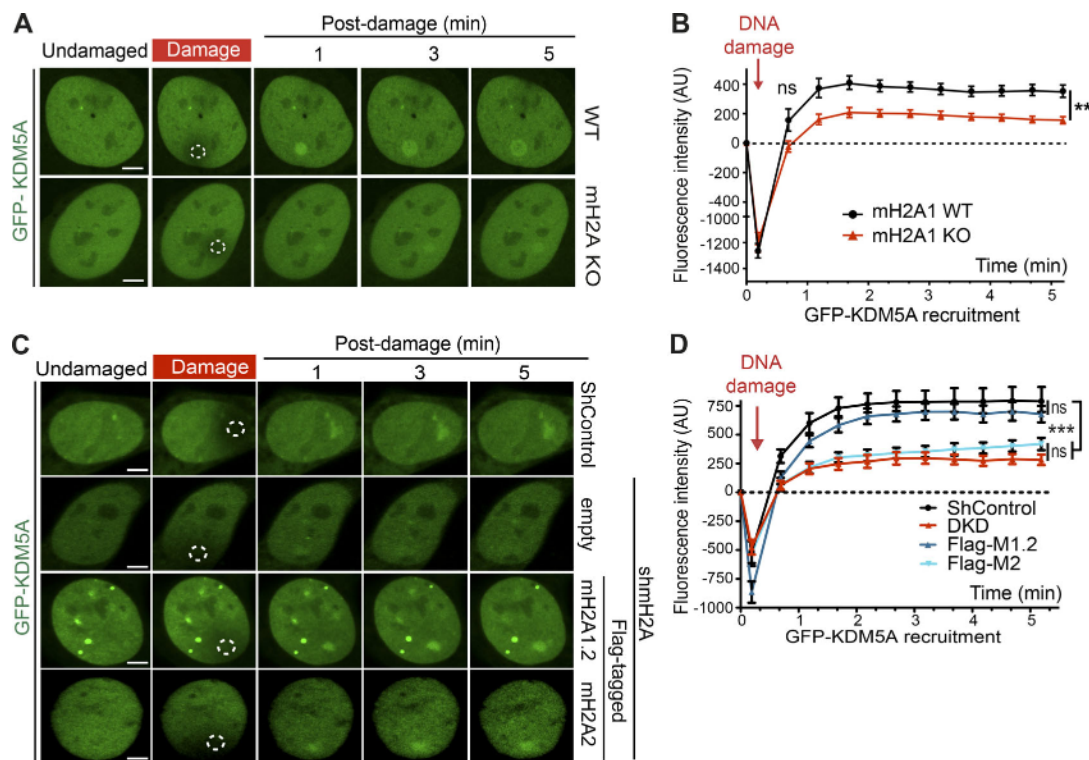 A
Post-damage (min)
Undamaged Damage 1 3 5
GFP- KDM5A
WT
mH2A KO
B
DNA
damage
Fluorescence intensity (AU)
400
200
0
-200
-400
-1000
-1200
-1400
ns
**
mH2A1 WT
mH2A1 KO
Time (min)
0 1 2 3 4 5
GFP-KDM5A recruitment
C
Post-damage (min)
Undamaged Damage 1 3 5
GFP-KDM5A
ShControl
empty
mH2A1.2
mH2A2
Flag-tagged
shmH2A
D
DNA
damage
Fluorescence intensity (AU)
750
500
250
0
-250
-500
-750
-1000
ns
***
ns
ShControl
DKD
Flag-M1.2
Flag-M2
Time (min)
0 1 2 3 4 5
GFP-KDM5A recruitment